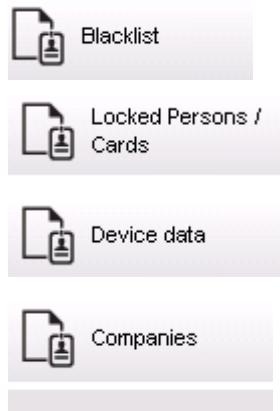 Blacklist
Locked Persons /
Cards
Device data
Companies